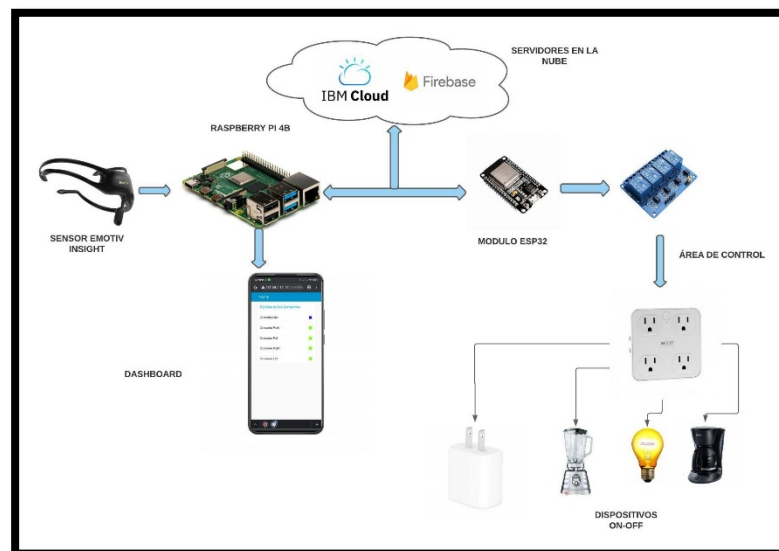 SERVIDORES EN LA
NUBE
IBM Cloud
Firebase
RASPBERRY PI 4B
SENSOR EMOTIV
INSIGHT
MODULO ESP32
ÁREA DE CONTROL
DASHBOARD
DISPOSITIVOS
ON-OFF